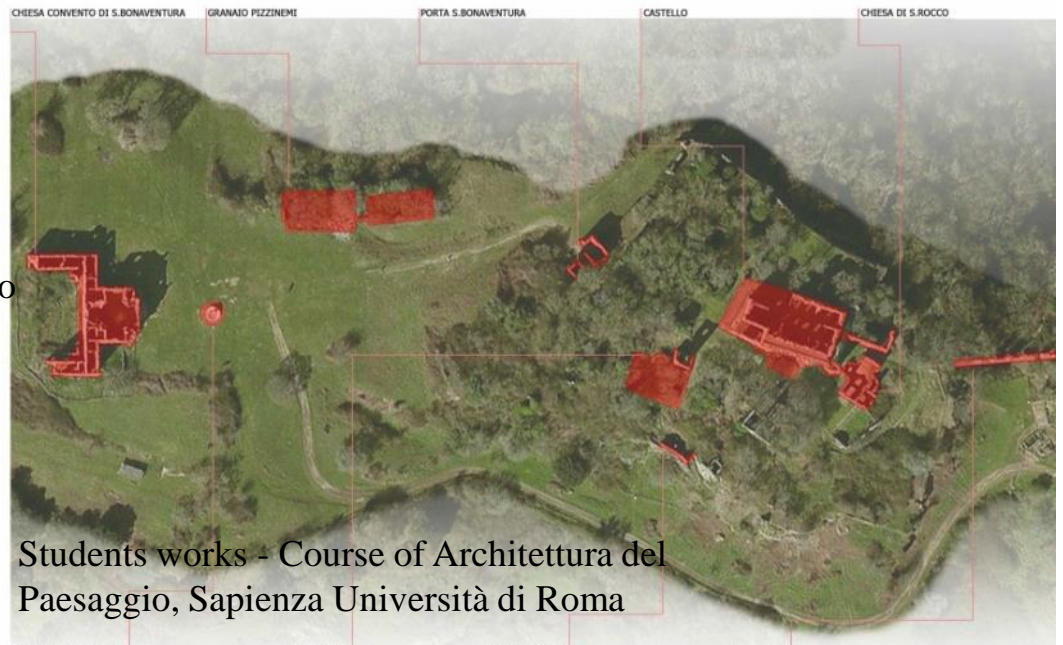 CHIESA CONVENTO DI S.BONAVENTURA
GRANAIO PIZZINEMI
PORTA S.BONAVENTURA
CASTELLO
CHIESA DI S.ROCCO
o
Students works - Course of Architettura del
Paesaggio, Sapienza Università di Roma